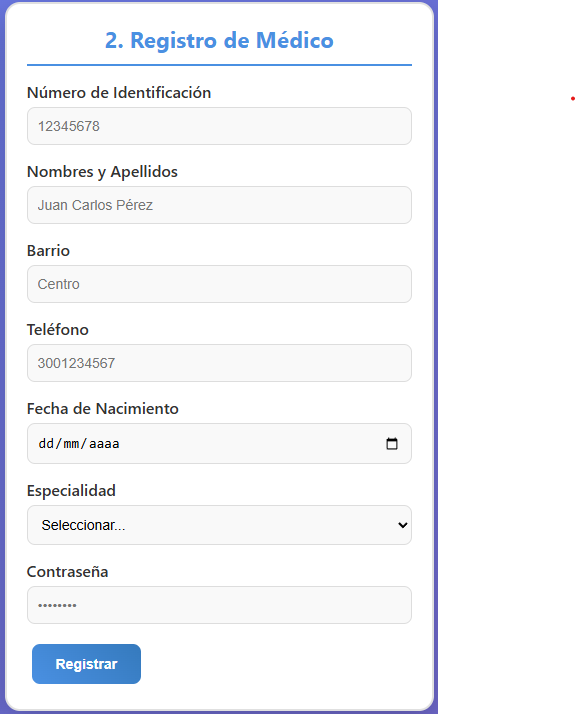 2. Registro de Médico
Número de Identificación
12345678
Nombres y Apellidos
Juan Carlos Pérez
Barrio
Centro
Teléfono
3001234567
Fecha de Nacimiento
dd/mm/aaaa
Especialidad
Seleccionar...
Contraseña
••••••••
Registrar